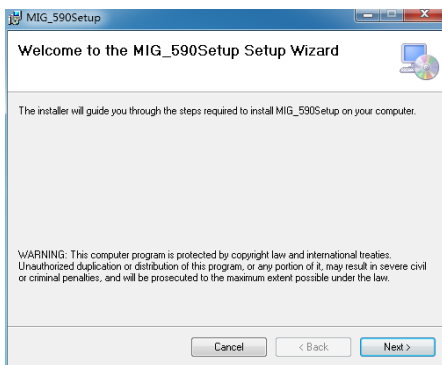 MIG_590Setup
Welcome to the MIG_590Setup Setup Wizard
The installer will guide you through the steps required to install MIG_590Setup on your computer.
WARNING: This computer program is protected by copyright law and international treaties.
Unauthorized duplication or distribution of this program, or any portion of it, may result in severe civil
or criminal penalties, and will be prosecuted to the maximum extent possible under the law.
Cancel
< Back
Next >